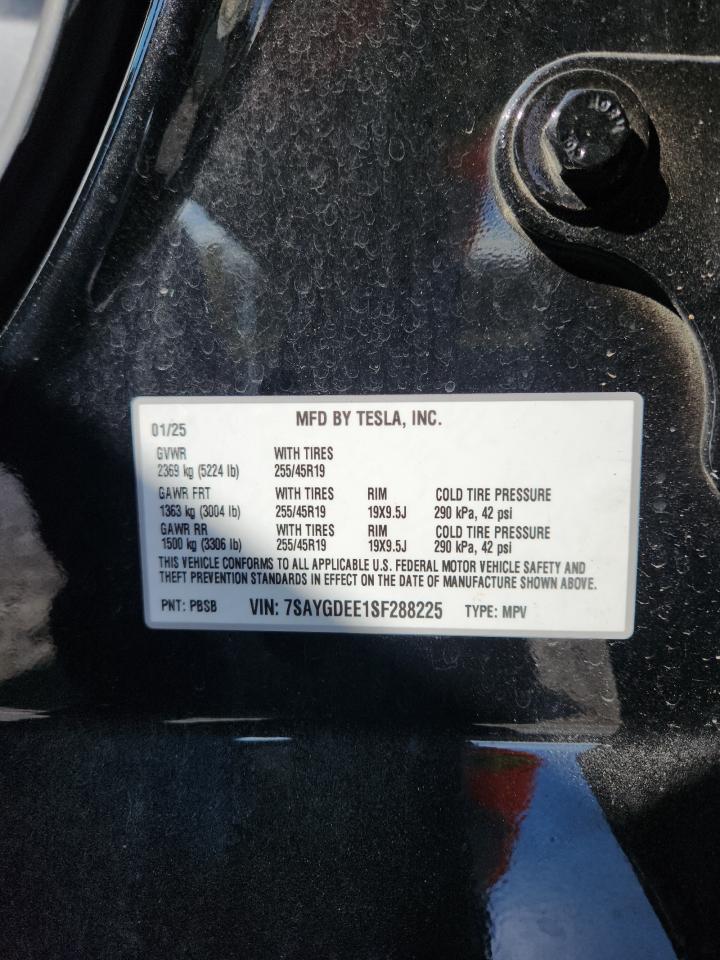 MFD BY TESLA, INC.
01/25
GVWR WITH TIRES
2369 kg (5224 lb) 255/45R19
GAWR FRT WITH TIRES RIM COLD TIRE PRESSURE
1363 kg (3004 lb) 255/45R19 19X9.5J 290 kPa, 42 psi
GAWR RR WITH TIRES RIM COLD TIRE PRESSURE
1500 kg (3306 lb) 255/45R19 19X9.5J 290 kPa, 42 psi
THIS VEHICLE CONFORMS TO ALL APPLICABLE U.S. FEDERAL MOTOR VEHICLE SAFETY AND
THEFT PREVENTION STANDARDS IN EFFECT ON THE DATE OF MANUFACTURE SHOWN ABOVE.
PNT: PBSB VIN: 7SAYGDEE1SF288225 TYPE: MPV